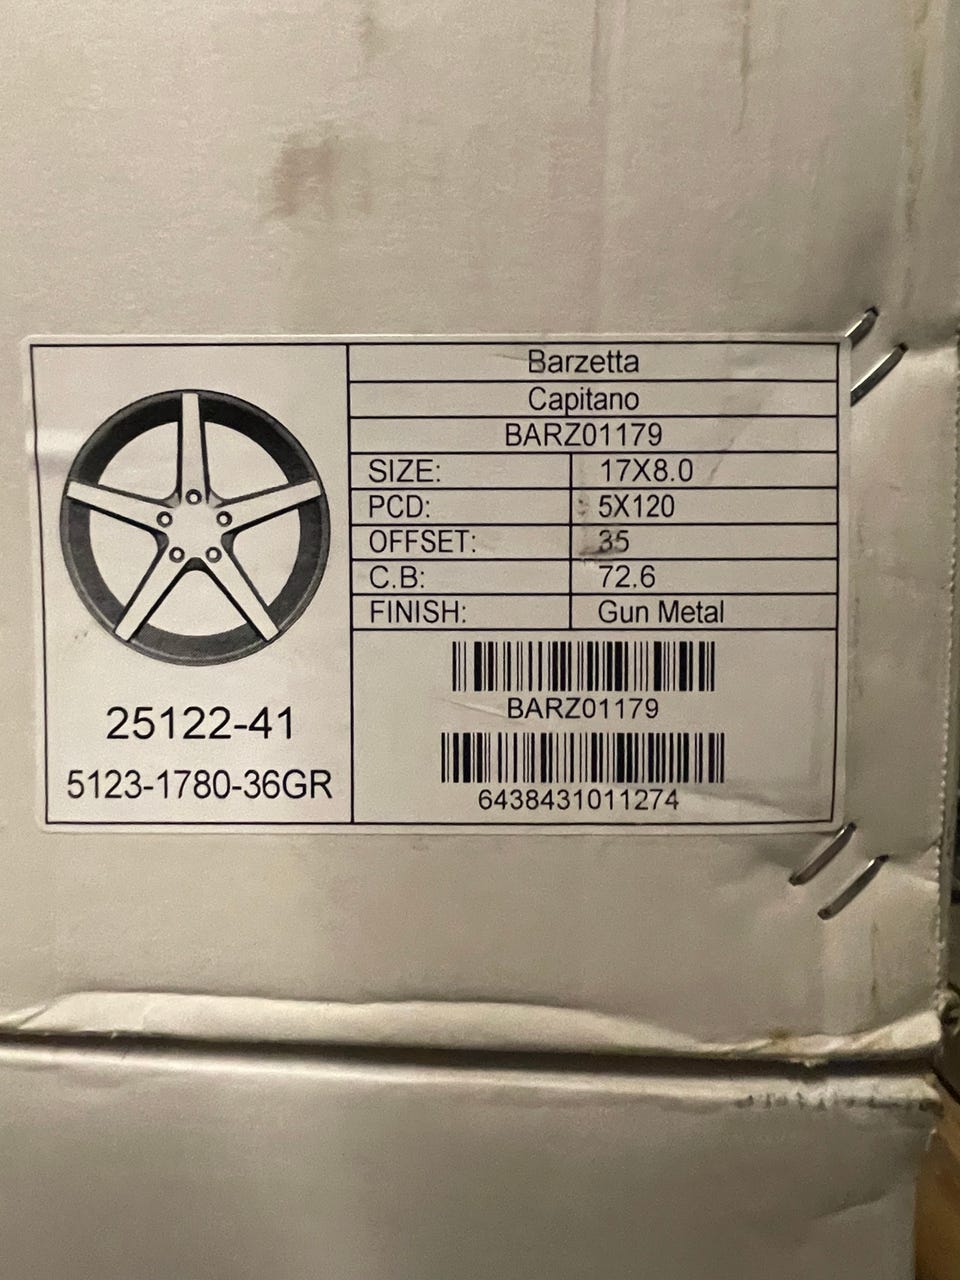 Barzetta
Capitano
BARZ01179
SIZE: 17X8.0
PCD: 5X120
OFFSET: 35
C.B: 72.6
FINISH: Gun Metal
BARZ01179
6438431011274
25122-41
5123-1780-36GR